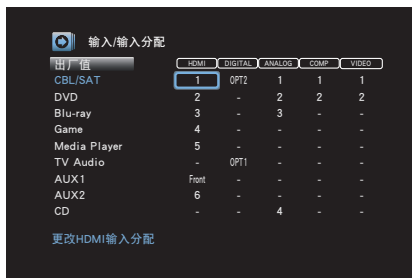 输入/输入分配
出厂值 HDMI DIGITAL ANALOG COMP VIDEO
CBL/SAT 1 OPT2 1 1 1
DVD 2 - 2 2 2
Blu-ray 3 - 3 - -
Game 4 - - - -
Media Player 5 - - - -
TV Audio - OPT1 - - -
AUX1 Front - - - -
AUX2 6 - - - -
CD - - 4 - -
更改HDMI输入分配